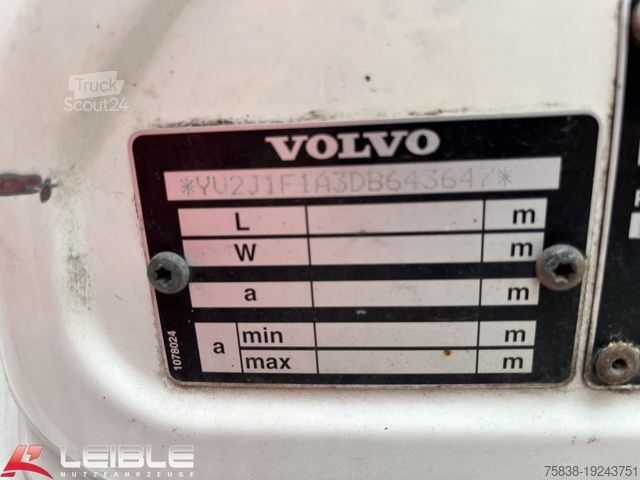 Truck
Scout24
VOLVO
*YV2J1F1A3DB643647*
L m
W m
a m
a min m
max m
1078024
LEIBLE
NUTZFAHRZEUGE
75838-19243751